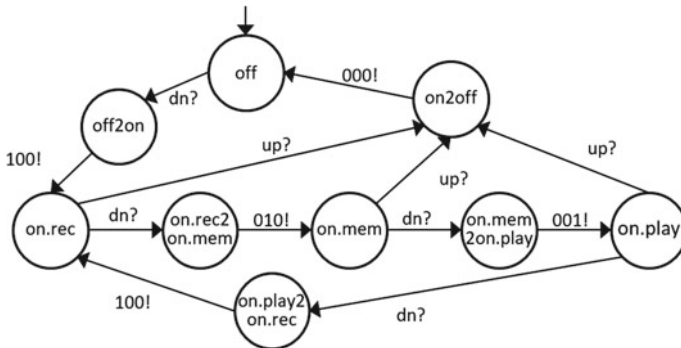 off
000!
on2off
dn?
off2on
100!
up?
up?
up?
on.rec
dn?
on.rec2
on.mem
010!
on.mem
dn?
on.mem
2on.play
001!
on.play
100!
on.play2
on.rec
dn?